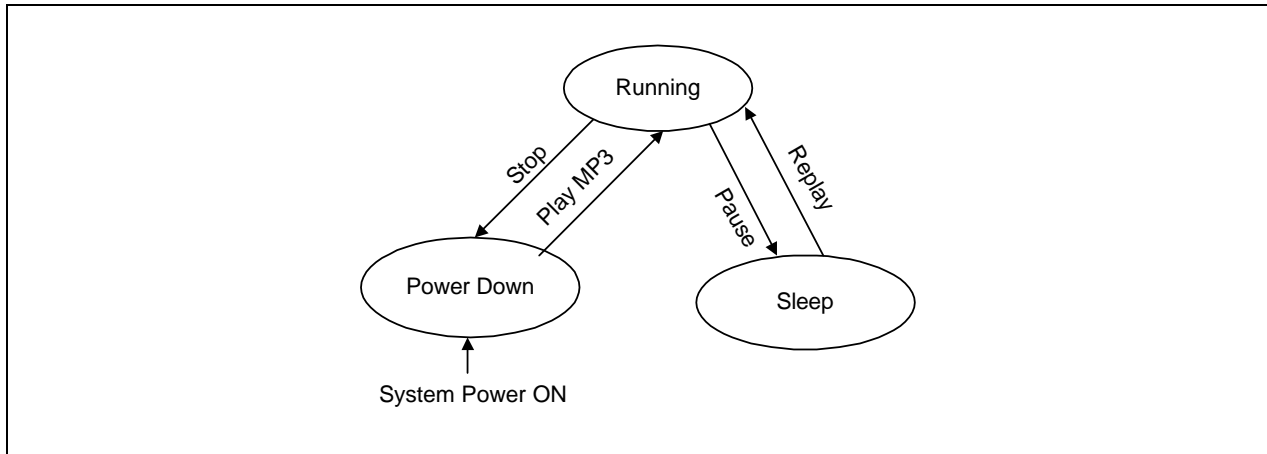 Running
Stop
Play MP3
Pause
Replay
Power Down
Sleep
System Power ON